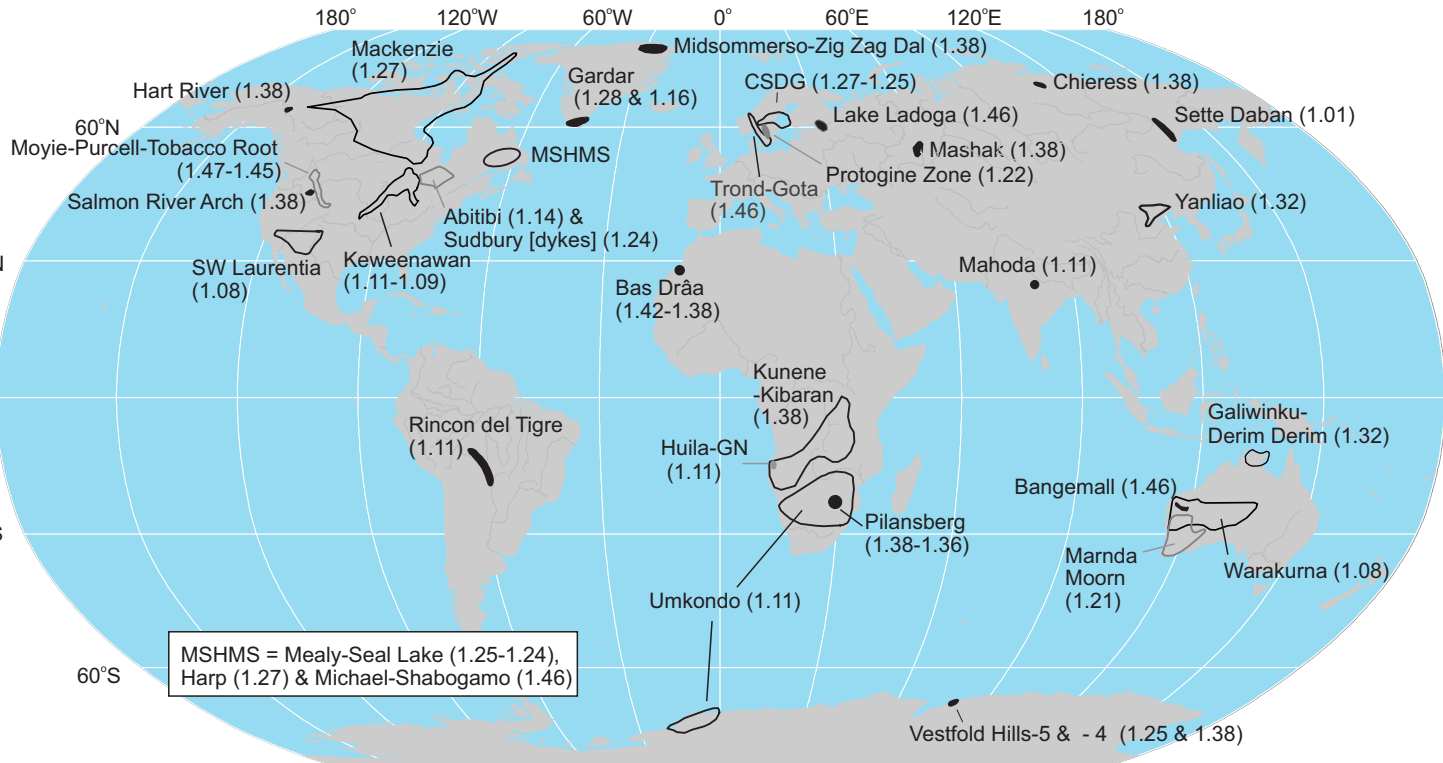 180°
120°W
60°W
0°
60°E
120°E
180°
Mackenzie
(1.27)
Midsommerso-Zig Zag Dal (1.38)
Hart River (1.38)
Gardar
(1.28 & 1.16)
CSDG (1.27-1.25)
Chieress (1.38)
60°N
Lake Ladoga (1.46)
Sette Daban (1.01)
Moyie-Purcell-Tobacco Root
(1.47-1.45)
MSHMS
Mashak (1.38)
Protogine Zone (1.22)
Salmon River Arch (1.38)
Trond-Gota
(1.46)
Yanliao (1.32)
Abitibi (1.14) &
Sudbury [dykes] (1.24)
SW Laurentia
(1.08)
Keweenawan
(1.11-1.09)
N
Mahoda (1.11)
Bas Drâa
(1.42-1.38)
Kunene
-Kibaran
(1.38)
Rincon del Tigre
(1.11)
Galiwinku-
Derim Derim (1.32)
Huila-GN
(1.11)
Bangemall (1.46)
S
Pilansberg
(1.38-1.36)
Marnda
Moorn
(1.21)
Warakurna (1.08)
Umkondo (1.11)
60°S
MSHMS = Mealy-Seal Lake (1.25-1.24),
Harp (1.27) & Michael-Shabogamo (1.46)
Vestfold Hills-5 & - 4 (1.25 & 1.38)